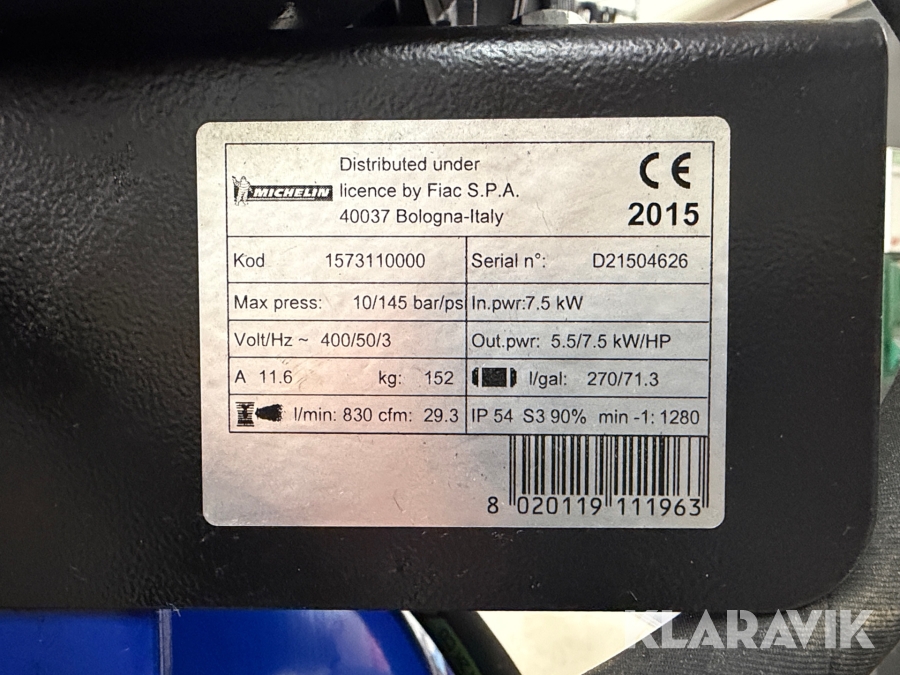 MICHELIN
Distributed under
licence by Fiac S.P.A.
40037 Bologna-Italy
CE
2015
Kod 1573110000
Serial n°: D21504626
Max press: 10/145 bar/ps
In.pwr:7.5 kW
Volt/Hz ~ 400/50/3
Out.pwr: 5.5/7.5 kW/HP
A 11.6 kg: 152
l/gal: 270/71.3
l/min: 830 cfm: 29.3
IP 54 S3 90% min -1: 1280
8 020119 111963
KLARAVIK